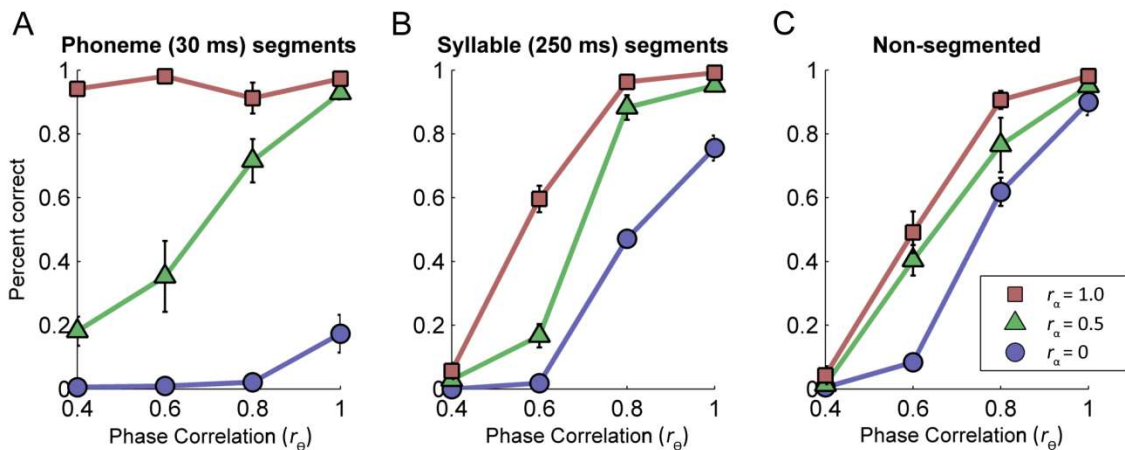 A
Phoneme (30 ms) segments
Percent correct
1
0.8
0.6
0.4
0.2
0
0.4
0.6
0.8
1
Phase Correlation (rθ)
B
Syllable (250 ms) segments
1
0.8
0.6
0.4
0.2
0
0.4
0.6
0.8
1
Phase Correlation (rθ)
C
Non-segmented
1
0.8
0.6
0.4
0.2
0
0.4
0.6
0.8
1
Phase Correlation (rθ)
rα = 1.0
rα = 0.5
rα = 0